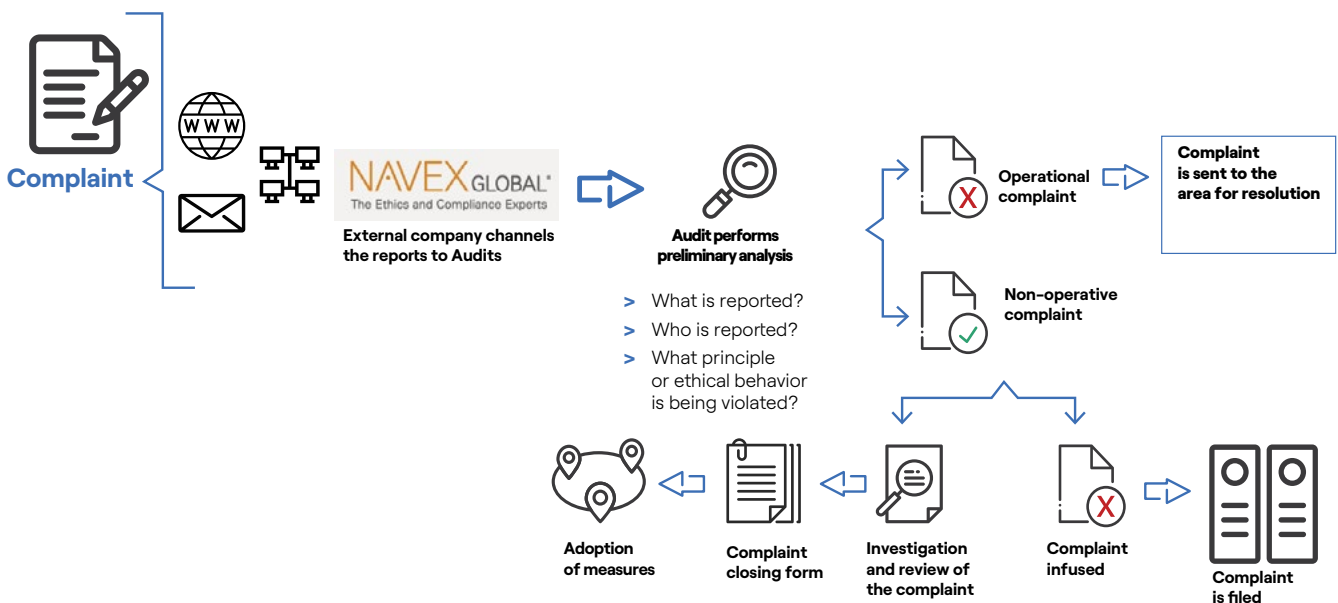 Complaint
WWW
NAVEX GLOBAL®
The Ethics and Compliance Experts
External company channels
the reports to Audits
Audit performs
preliminary analysis
> What is reported?
> Who is reported?
> What principle
or ethical behavior
is being violated?
X
Operational
complaint
Complaint
is sent to the
area for resolution
Non-operative
complaint
Adoption
of measures
Complaint
closing form
Investigation
and review of
the complaint
X
Complaint
infused
Complaint
is filed